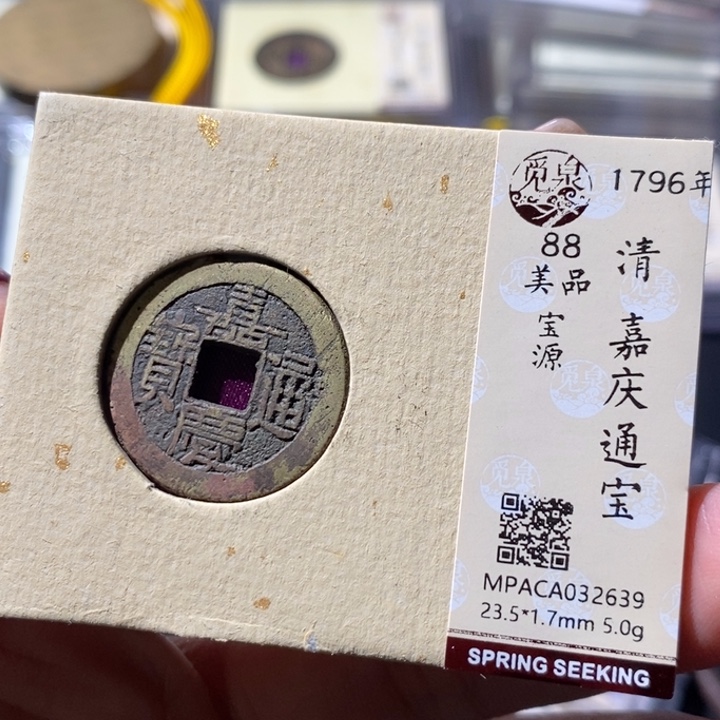 嘉慶通寶
觅泉
1796年
88
美品
宝源
清 嘉庆通宝
MPACA032639
23.5*1.7mm 5.0g
SPRING SEEKING